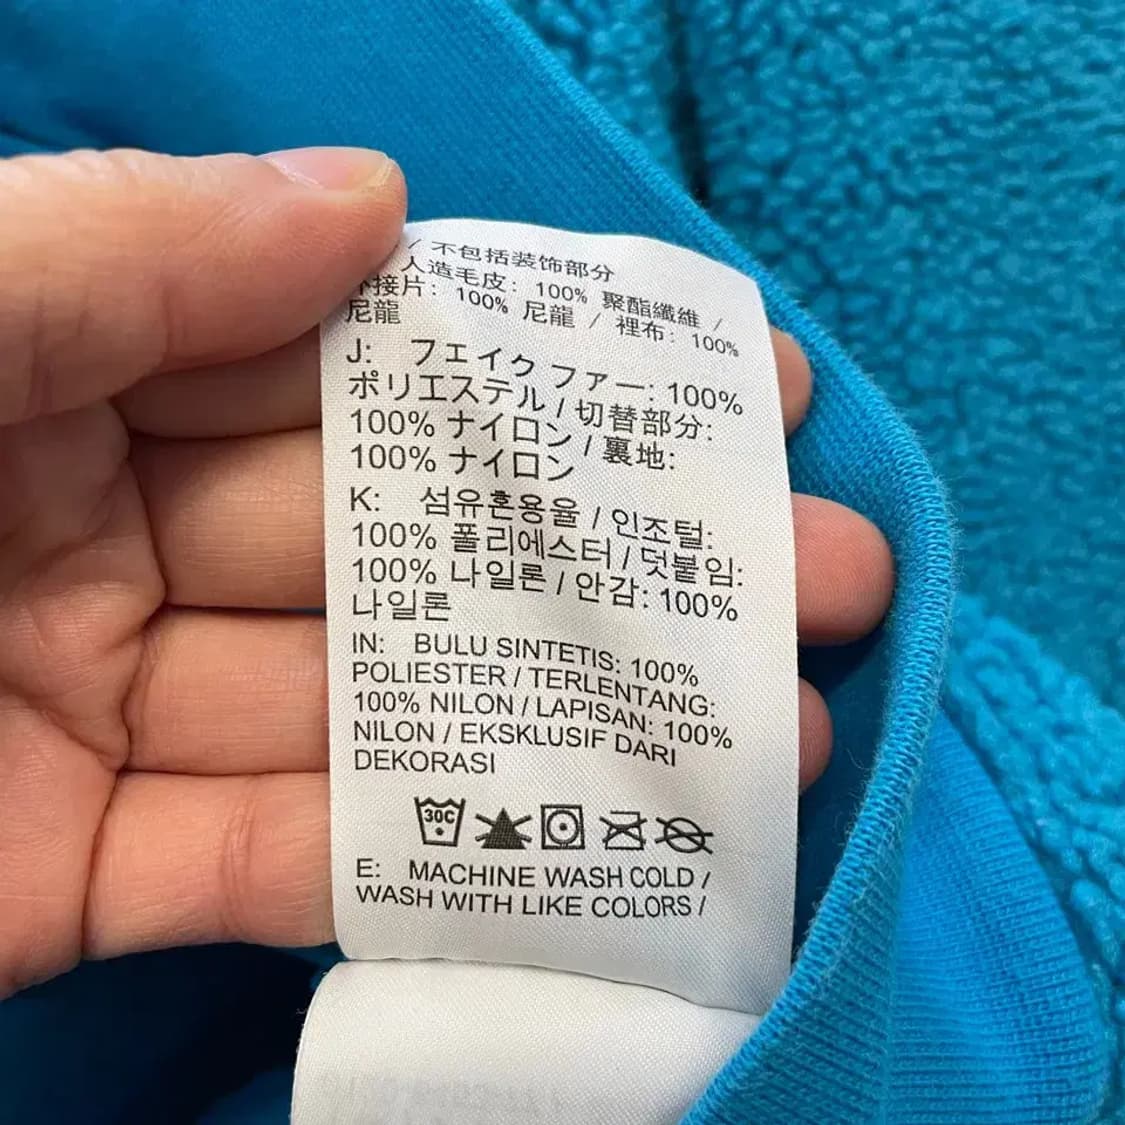 / 不包括装饰部分
人造毛皮: 100% 聚酯纖維 /
接片: 100% 尼龍 / 裡布: 100%
尼龍
J: フェイク ファー: 100%
ポリエステル / 切替部分:
100% ナイロン / 裏地:
100% ナイロン
K: 섬유혼용율 / 인조털:
100% 폴리에스터 / 덧붙임:
100% 나일론 / 안감: 100%
나일론
IN: BULU SINTETIS: 100%
POLIESTER / TERLENTANG:
100% NILON / LAPISAN: 100%
NILON / EKSKLUSIF DARI
DEKORASI
30C
E: MACHINE WASH COLD /
WASH WITH LIKE COLORS /